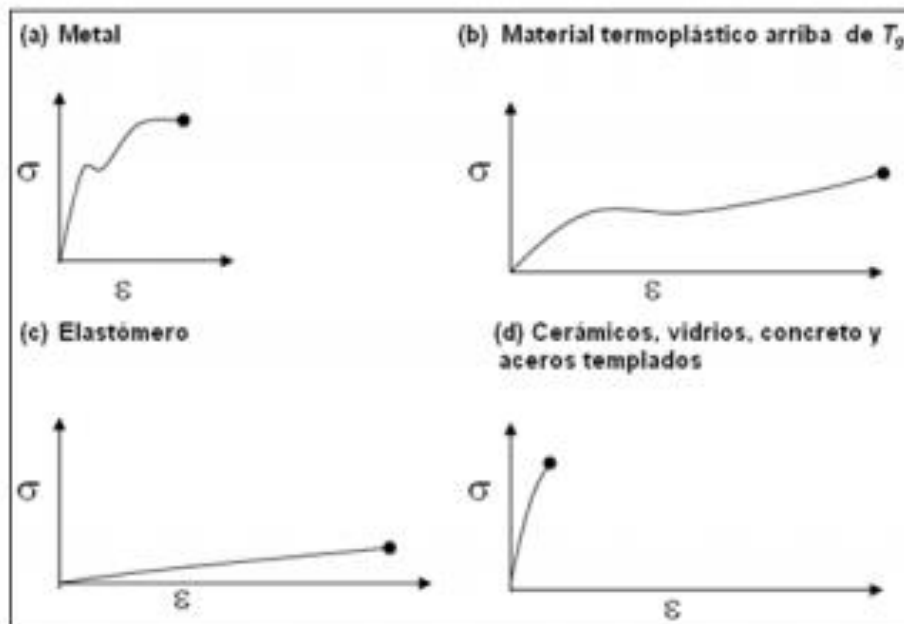 (a) Metal
(b) Material termoplástico arriba de Tg
σ
ε
σ
ε
(c) Elastómero
(d) Cerámicos, vidrios, concreto y
aceros templados
σ
ε
σ
ε